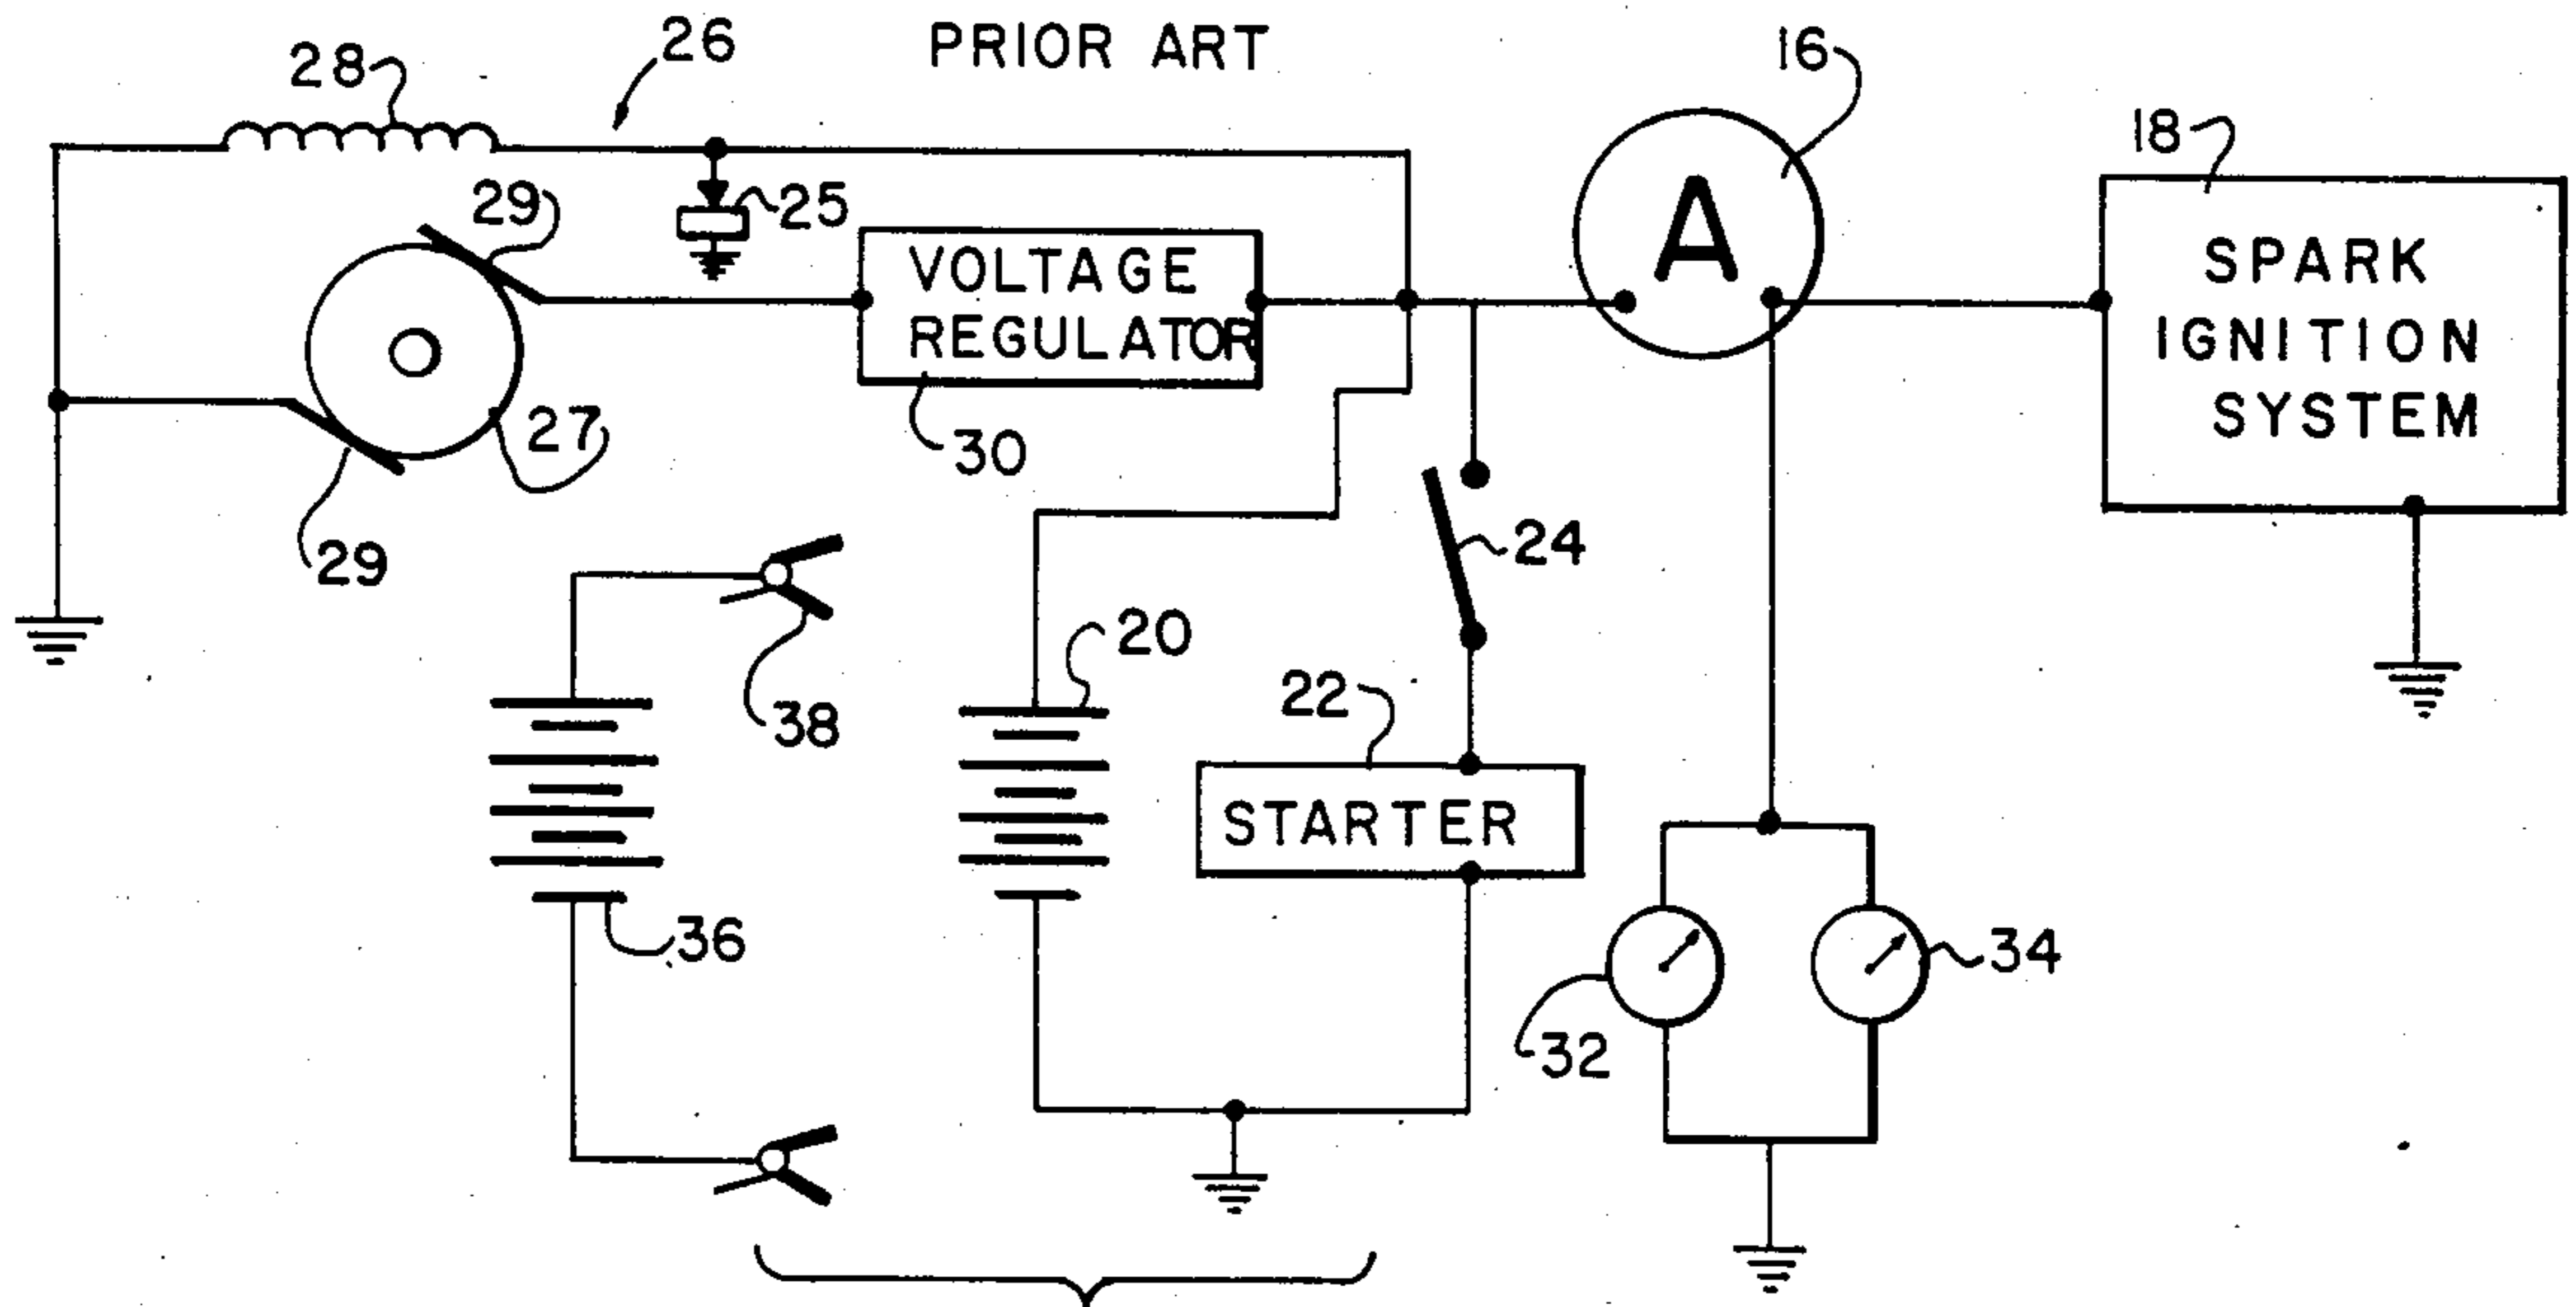 PRIOR ART
26
28
16
18
29
25
A
VOLTAGE
REGULATOR
SPARK
IGNITION
SYSTEM
27
30
29
24
20
38
22
STARTER
36
34
32